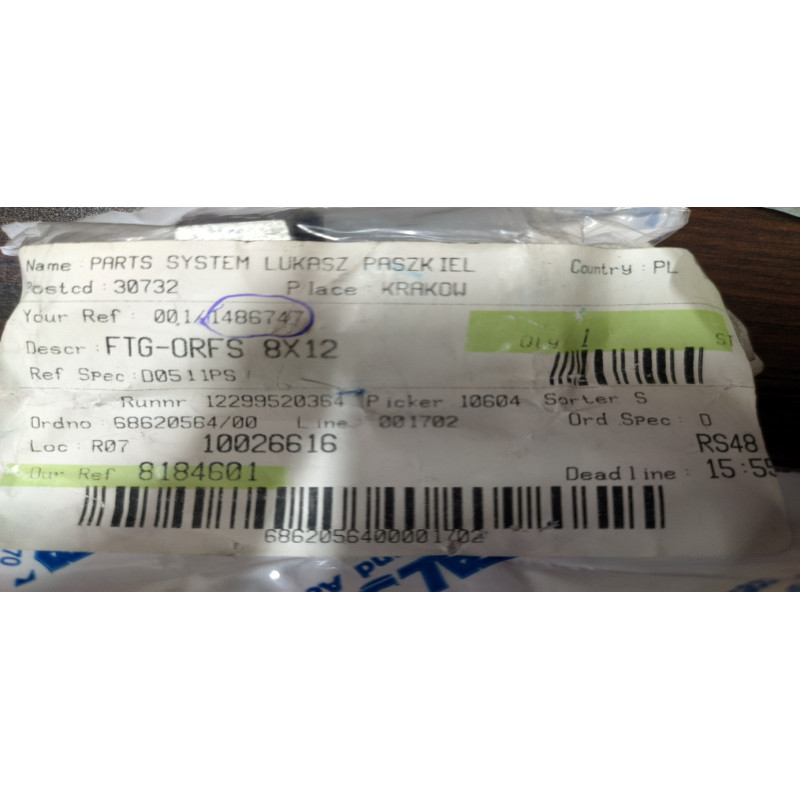 Name : PARTS SYSTEM LUKASZ PASZKIEL Country : PL
Postcd : 30732 Place : KRAKOW
Your Ref : 001/1486747
Qty 1 ST
Descr : FTG-ORFS 8X12
Ref Spec : D0511PS
Runnr 12299520364 Picker 10604 Sorter S
Ordno : 68620564/00 Line 001702 Ord Spec : D
Loc : R07 10026616 RS48
Our Ref 8184601 Deadline : 15:55
6862056400001702